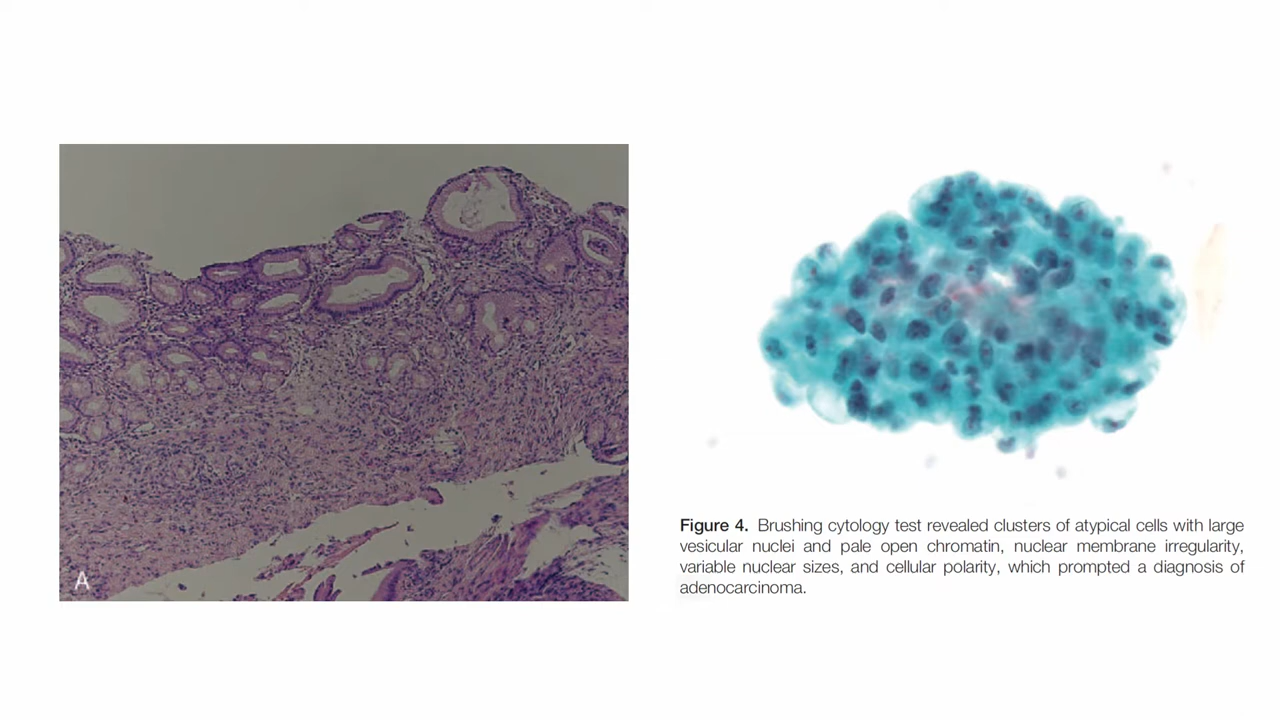 A
Figure 4. Brushing cytology test revealed clusters of atypical cells with large
vesicular nuclei and pale open chromatin, nuclear membrane irregularity,
variable nuclear sizes, and cellular polarity, which prompted a diagnosis of
adenocarcinoma.